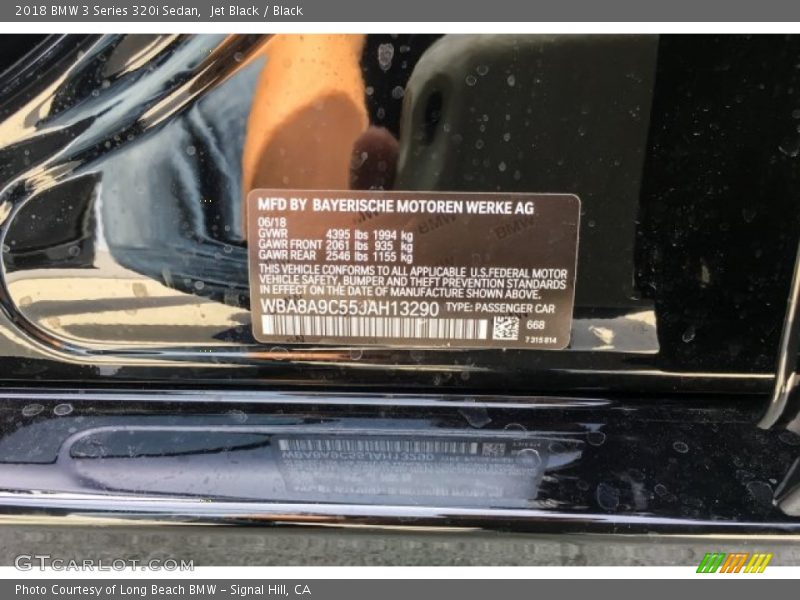 2018 BMW 3 Series 320i Sedan, Jet Black / Black
MFD BY BAYERISCHE MOTOREN WERKE AG
06/18
GVWR 4395 lbs 1994 kg
GAWR FRONT 2061 lbs 935 kg
GAWR REAR 2546 lbs 1155 kg
THIS VEHICLE CONFORMS TO ALL APPLICABLE U.S.FEDERAL MOTOR
VEHICLE SAFETY, BUMPER AND THEFT PREVENTION STANDARDS
IN EFFECT ON THE DATE OF MANUFACTURE SHOWN ABOVE.
WBA8A9C55JAH13290 TYPE: PASSENGER CAR
668
7 315 814
GTCARLOT.COM
Photo Courtesy of Long Beach BMW – Signal Hill, CA